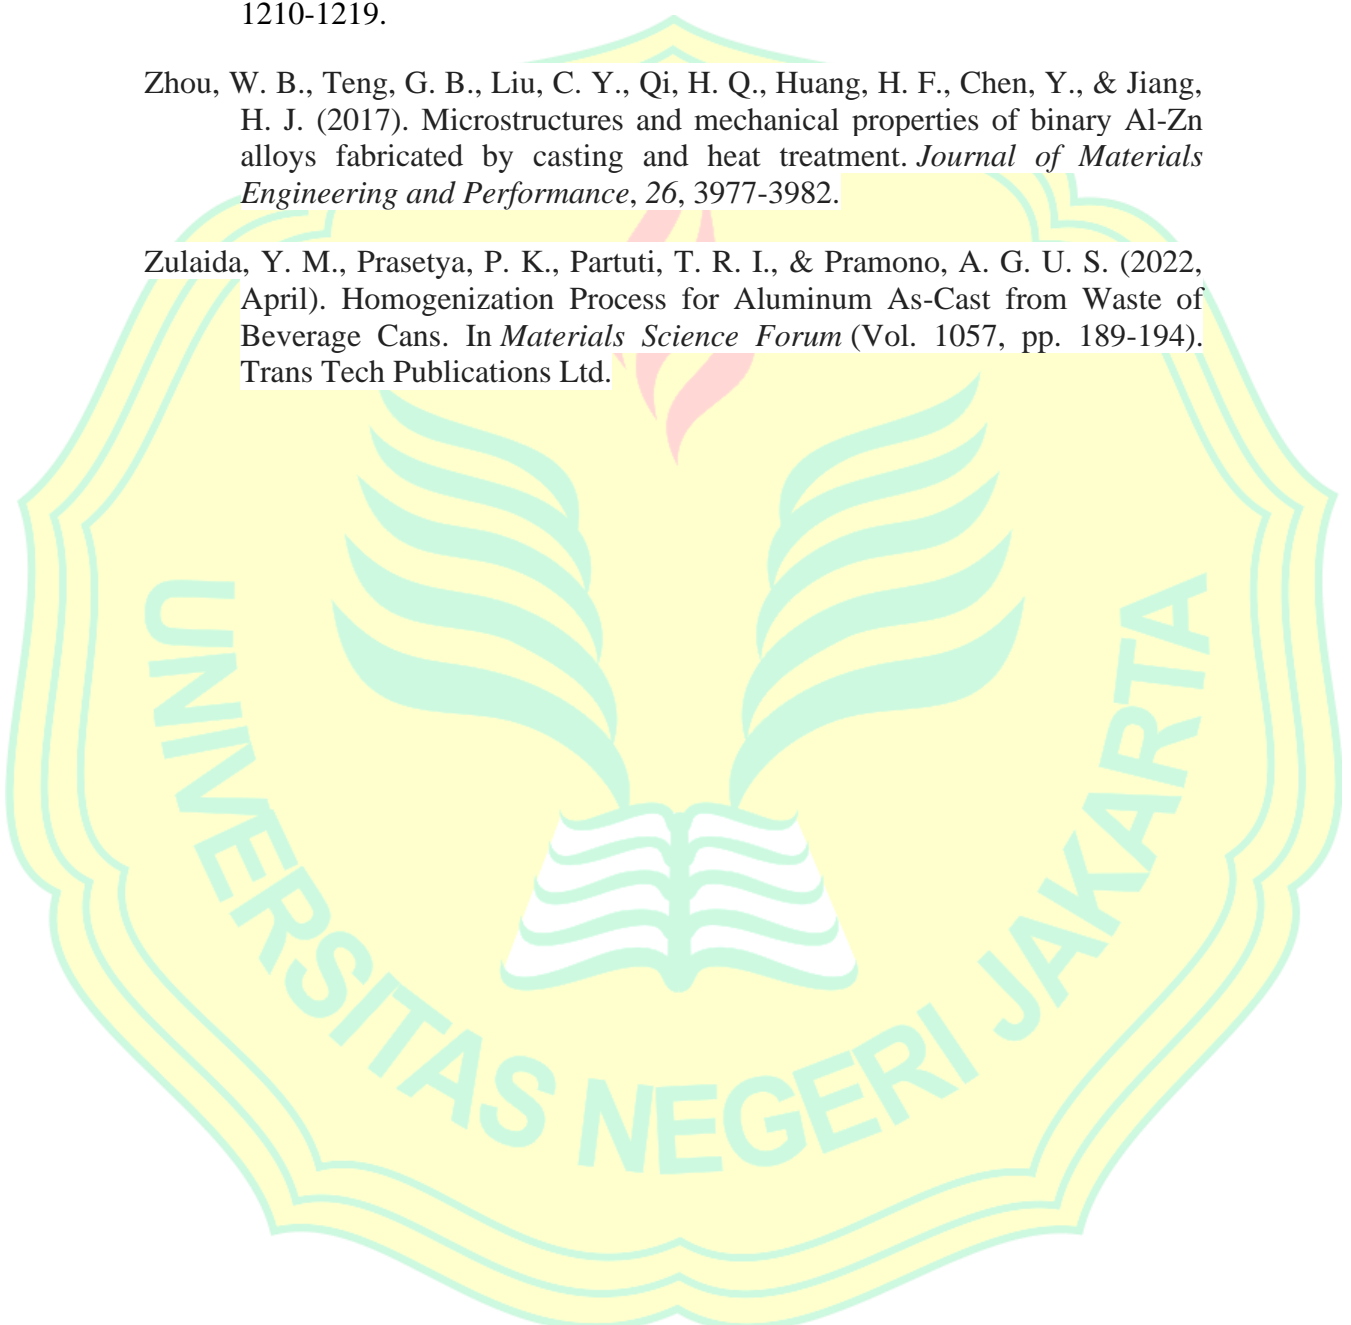 1210-1219.
Zhou, W. B., Teng, G. B., Liu, C. Y., Qi, H. Q., Huang, H. F., Chen, Y., & Jiang,
H. J. (2017). Microstructures and mechanical properties of binary Al-Zn
alloys fabricated by casting and heat treatment. Journal of Materials
Engineering and Performance, 26, 3977-3982.
Zulaida, Y. M., Prasetya, P. K., Partuti, T. R. I., & Pramono, A. G. U. S. (2022,
April). Homogenization Process for Aluminum As-Cast from Waste of
Beverage Cans. In Materials Science Forum (Vol. 1057, pp. 189-194).
Trans Tech Publications Ltd.
UNIVERSITAS NEGERI JAKARTA